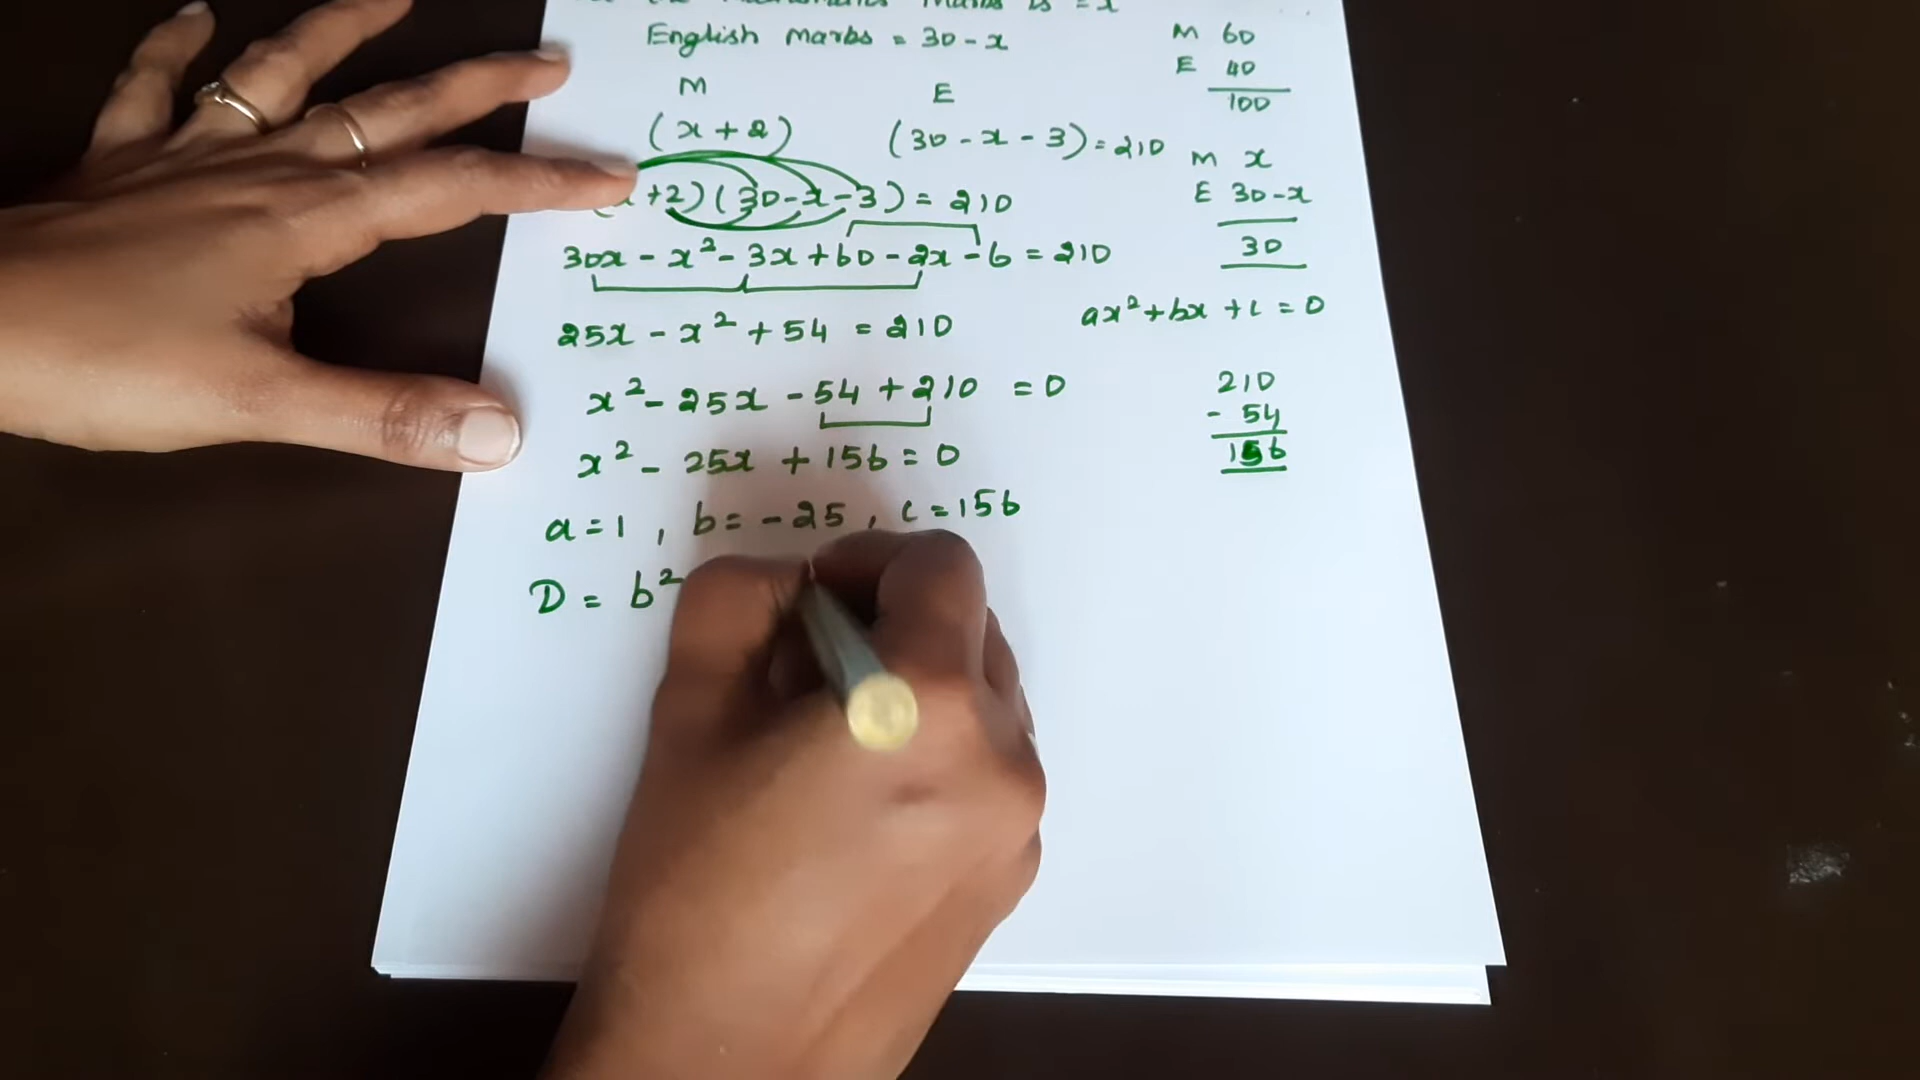 Marks is = x
English Marks = 30 - x
M E
(x + 2) (30 - x - 3) = 210
+2) (30 - x - 3) = 210
30x - x² - 3x + 60 - 2x - 6 = 210
25x - x² + 54 = 210
x² - 25x - 54 + 210 = 0
x² - 25x + 156 = 0
a = 1, b = -25, c = 156
D = b²
M 60
E 40
100
M x
E 30 - x
30
ax² + bx + c = 0
210
- 54
156